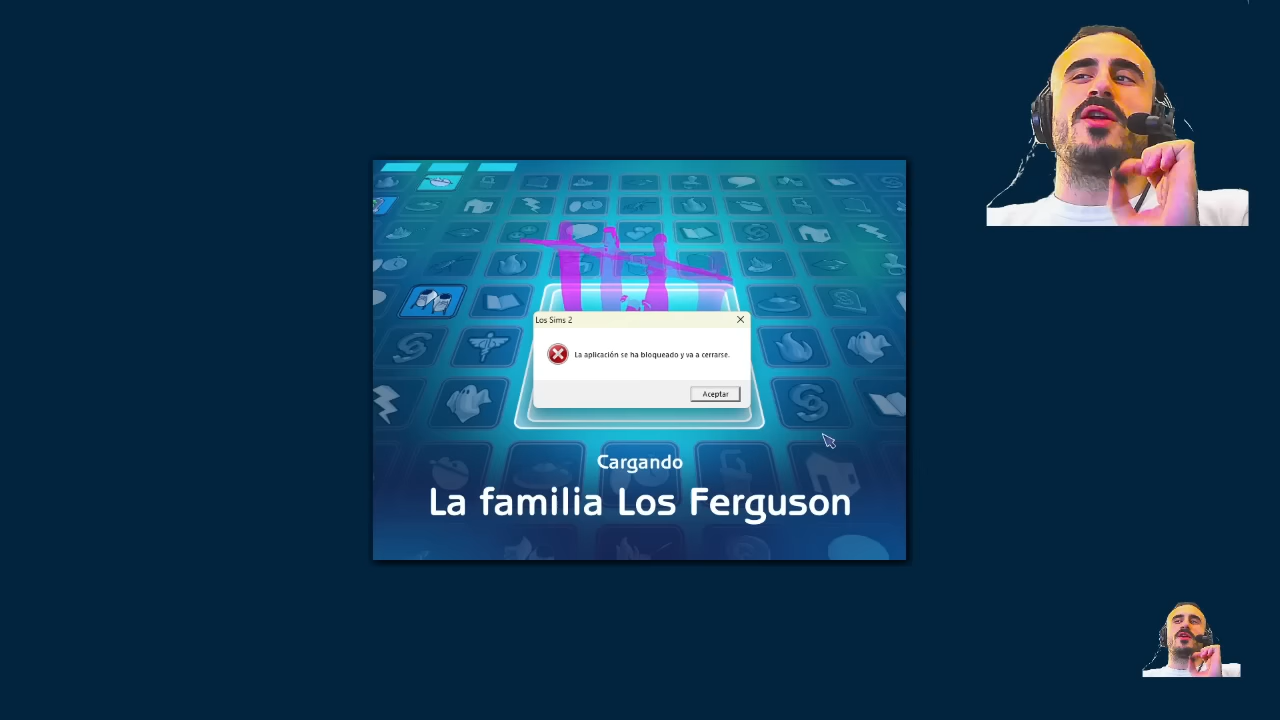 Los Sims 2
La aplicación se ha bloqueado y va a cerrarse.
Aceptar
Cargando
La familia Los Ferguson